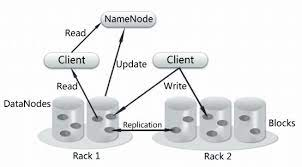 NameNode
Read
Client
Client
Update
Read
Write
DataNodes
Blocks
Replication
Rack 1
Rack 2